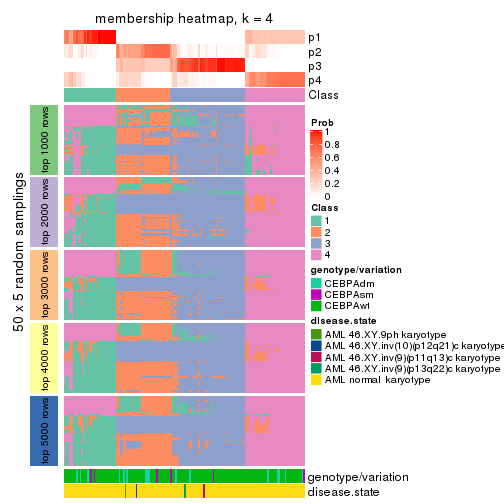 membership heatmap, k = 4
p1
p2
p3
p4
Class
50 x 5 random samplings
top 1000 rows
top 2000 rows
top 3000 rows
top 4000 rows
top 5000 rows
Prob
1
0.8
0.6
0.4
0.2
0
Class
1
2
3
4
genotype/variation
CEBPAdm
CEBPAsm
CEBPAwt
disease.state
AML 46.XY.9ph karyotype
AML 46.XY.inv(10)(p12q21)c karyotype
AML 46.XY.inv(9)(p11q13)c karyotype
AML 46.XY.inv(9)(p13q22)c karyotype
AML normal karyotype
genotype/variation
disease.state